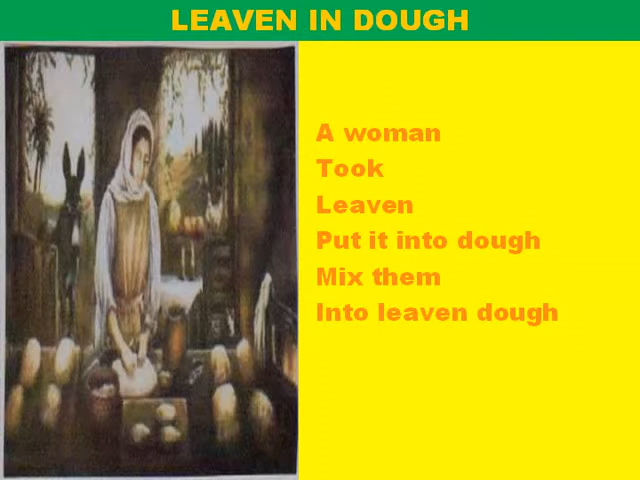 LEAVEN IN DOUGH
A woman
Took
Leaven
Put it into dough
Mix them
Into leaven dough